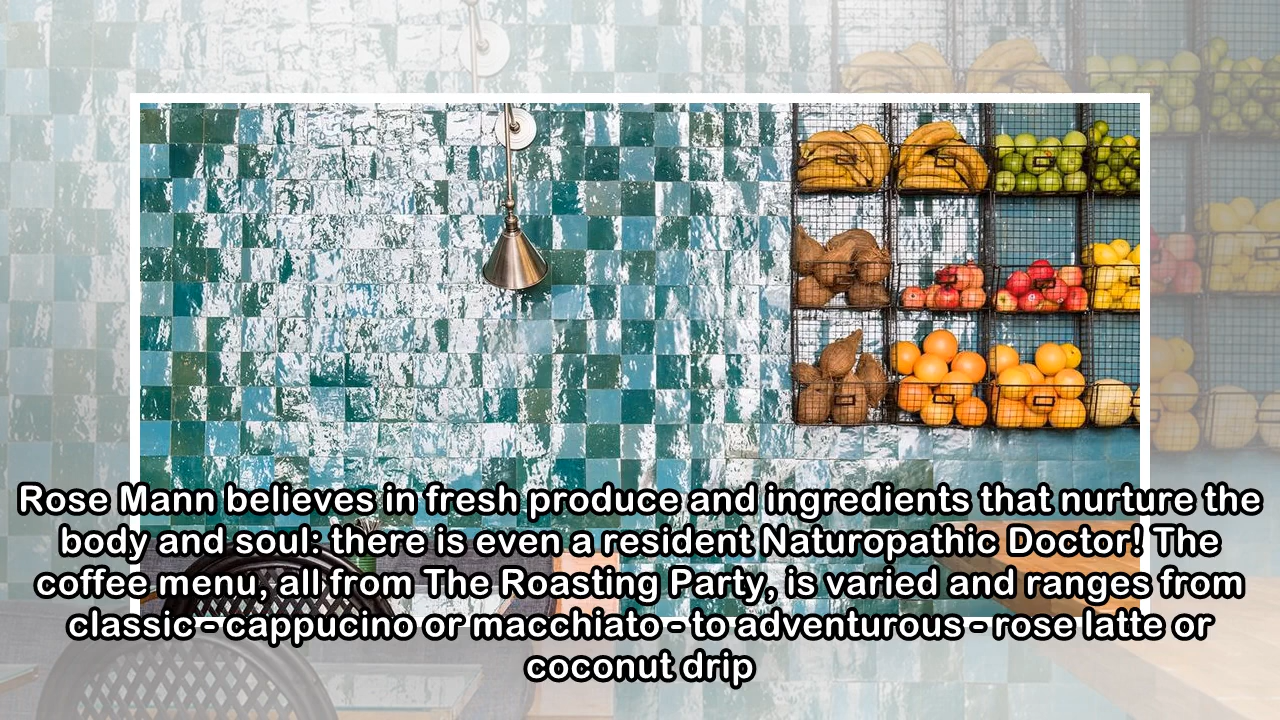 Rose Mann believes in fresh produce and ingredients that nurture the
body and soul: there is even a resident Naturopathic Doctor! The
coffee menu, all from The Roasting Party, is varied and ranges from
classic - cappucino or macchiato - to adventurous - rose latte or
coconut drip